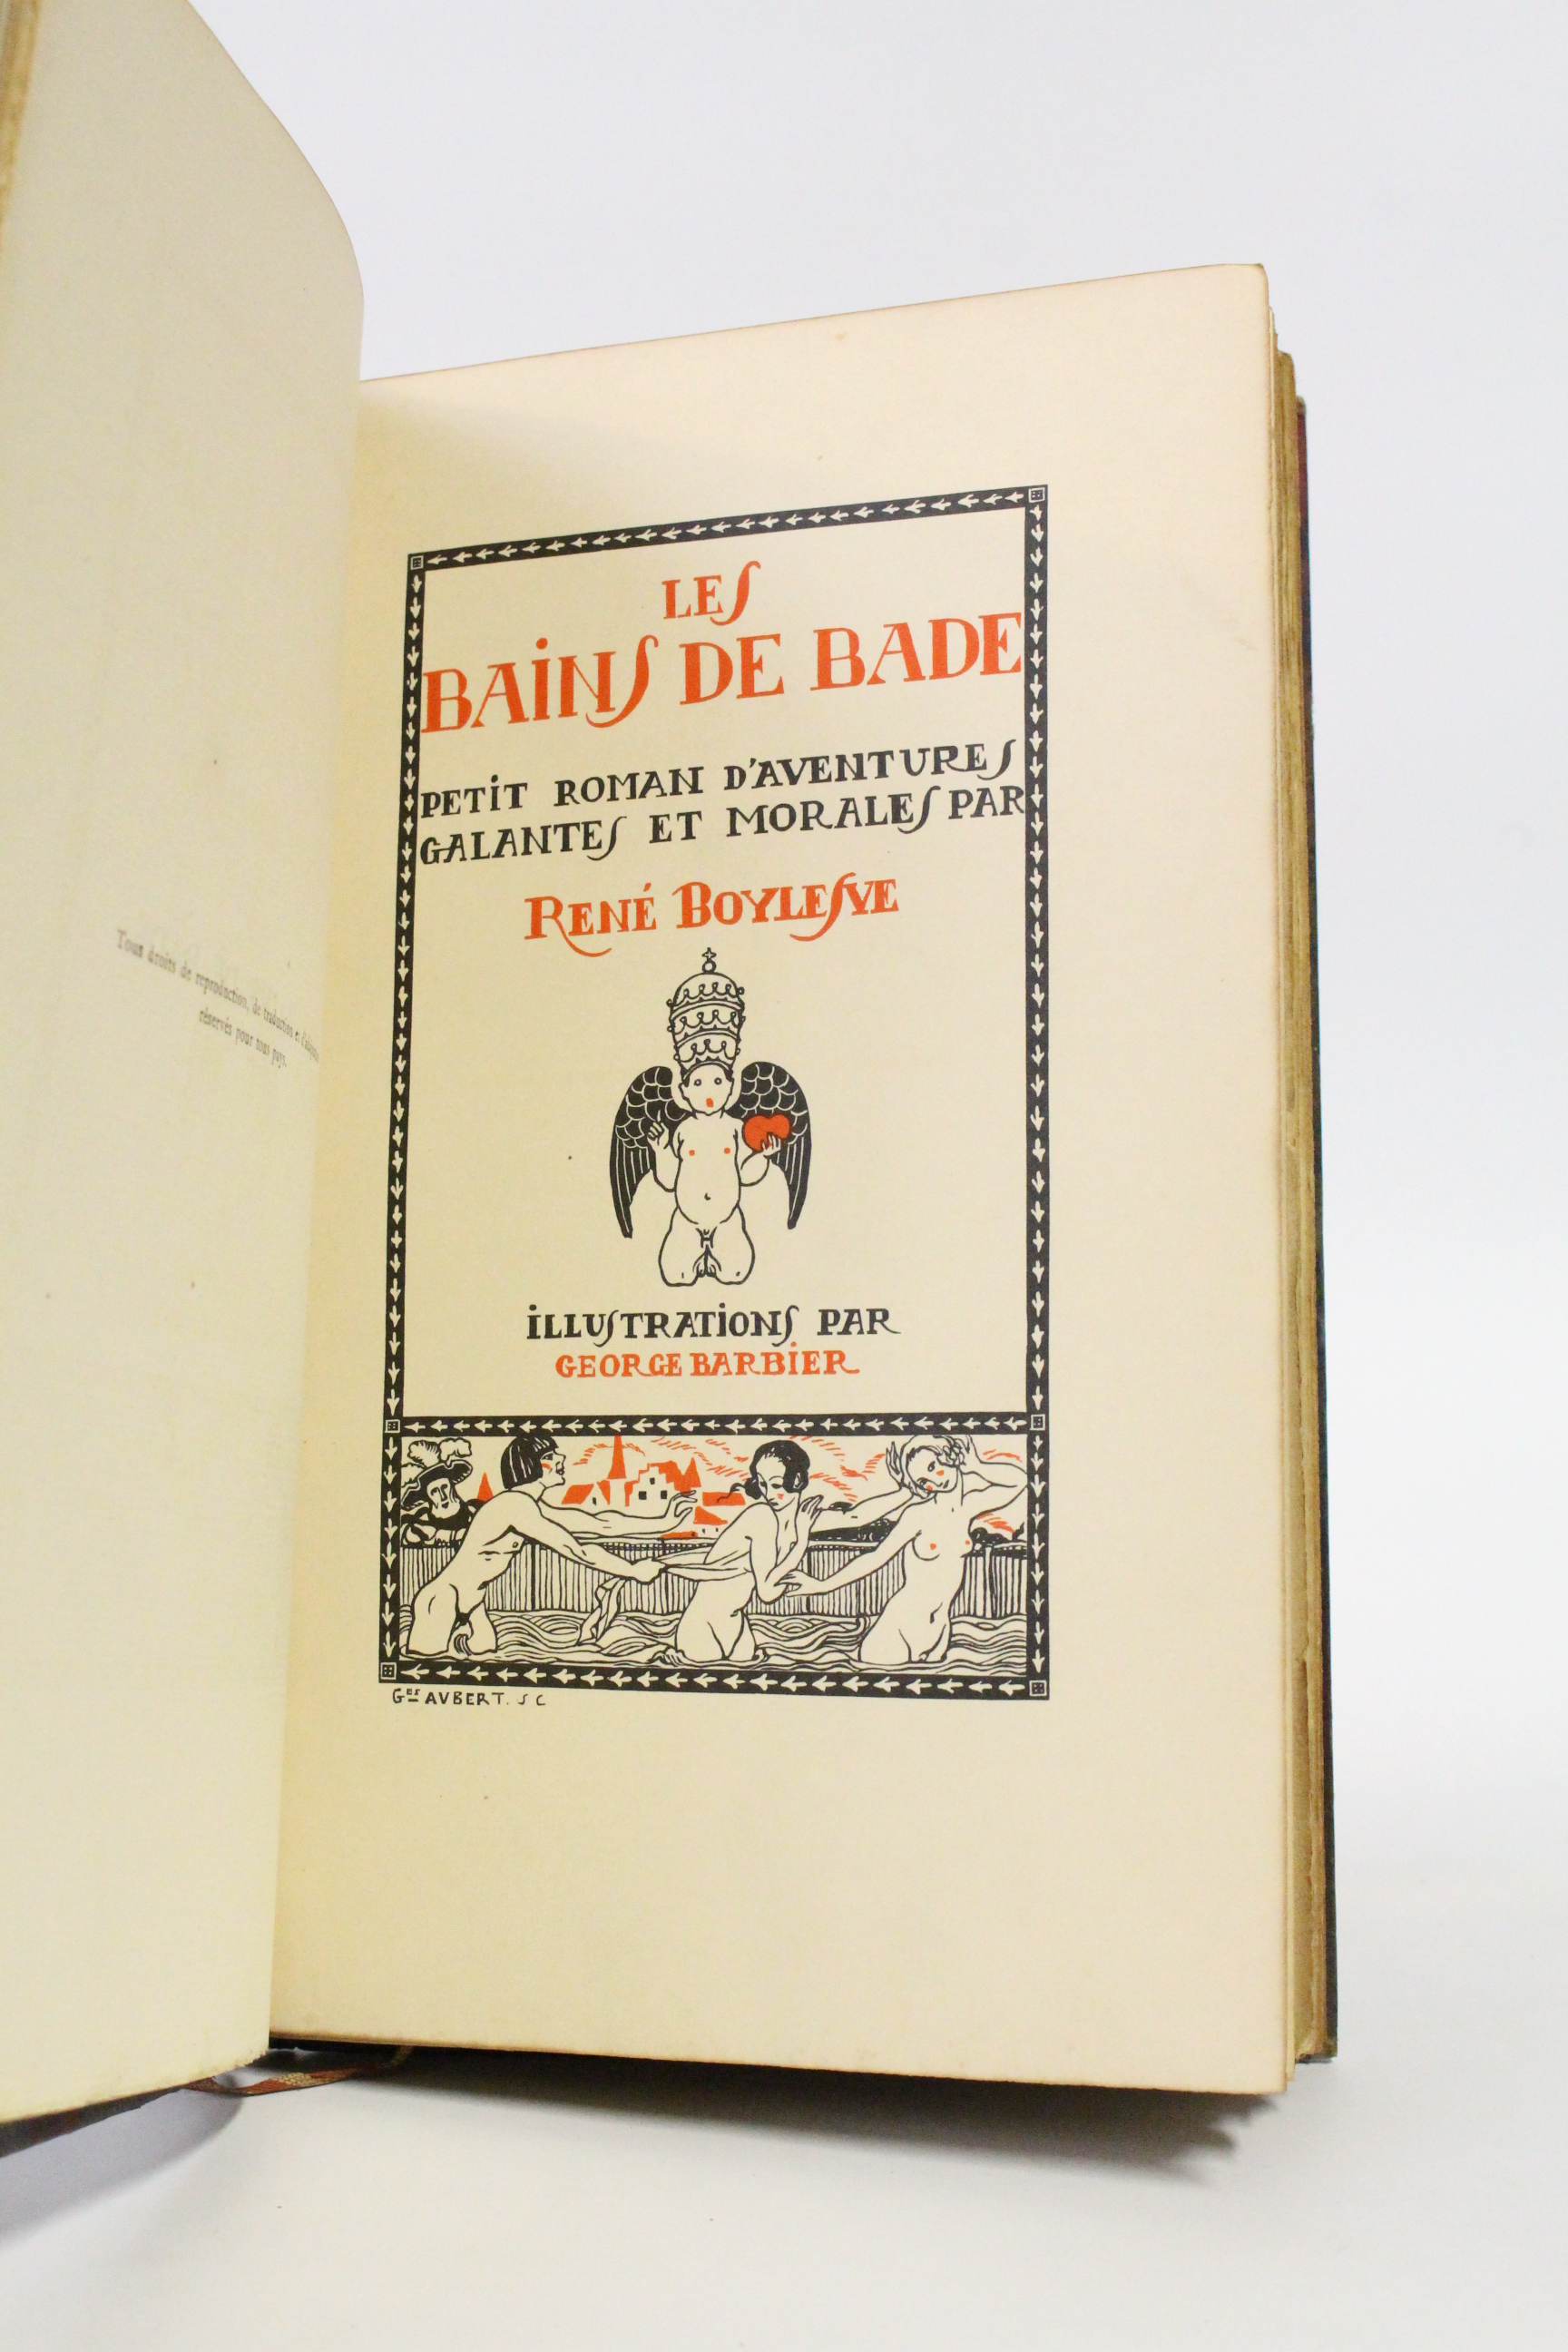 Tous droits de reproduction, de traduction et
réservés pour tous pays.
LES
BAINS DE BADE
PETIT ROMAN D'AVENTURES
GALANTES ET MORALES PAR
RENÉ BOYLESVE
ILLUSTRATIONS PAR
GEORGE BARBIER
GES AVBERT. SC